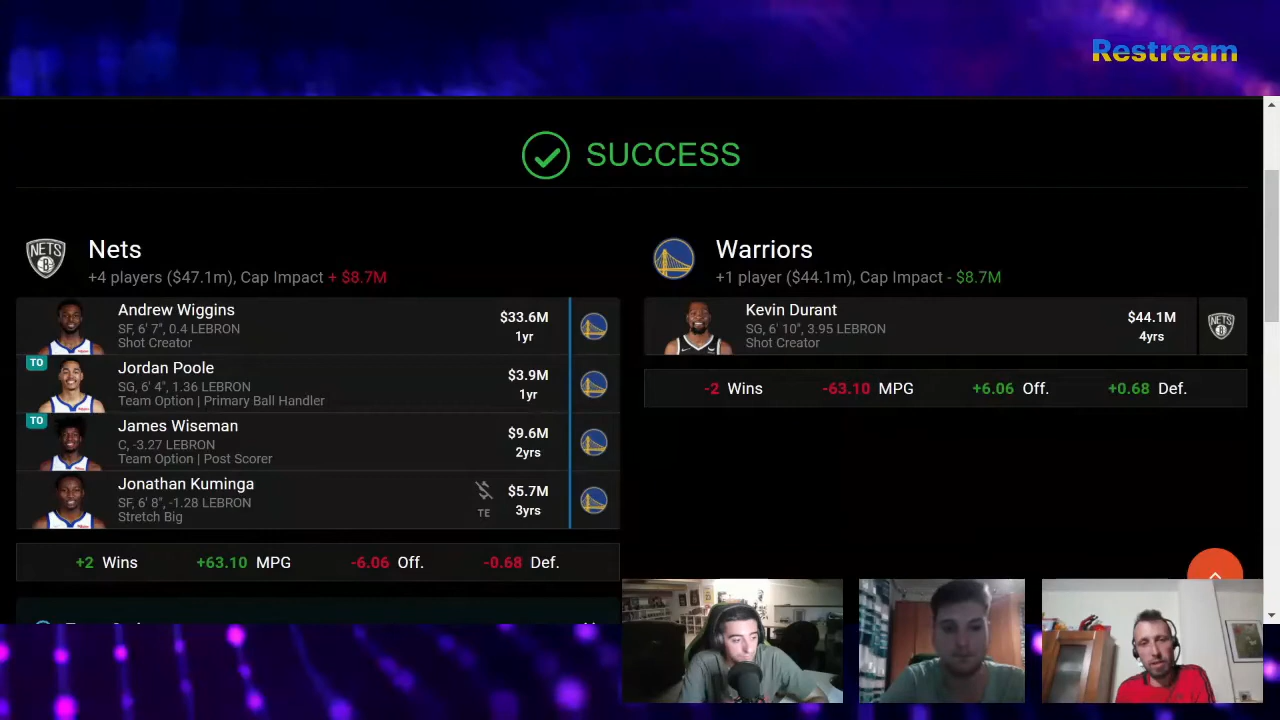 Restream
SUCCESS
Nets
+4 players ($47.1m), Cap Impact + $8.7M
Andrew Wiggins
SF, 6' 7", 0.4 LEBRON
Shot Creator
$33.6M
1yr
TO
Jordan Poole
SG, 6' 4", 1.36 LEBRON
Team Option | Primary Ball Handler
$3.9M
1yr
TO
James Wiseman
C, -3.27 LEBRON
Team Option | Post Scorer
$9.6M
2yrs
Jonathan Kuminga
SF, 6' 8", -1.28 LEBRON
Stretch Big
TE
$5.7M
3yrs
+2 Wins +63.10 MPG -6.06 Off. -0.68 Def.
Warriors
+1 player ($44.1m), Cap Impact - $8.7M
Kevin Durant
SG, 6' 10", 3.95 LEBRON
Shot Creator
$44.1M
4yrs
NETS
B
-2 Wins -63.10 MPG +6.06 Off. +0.68 Def.